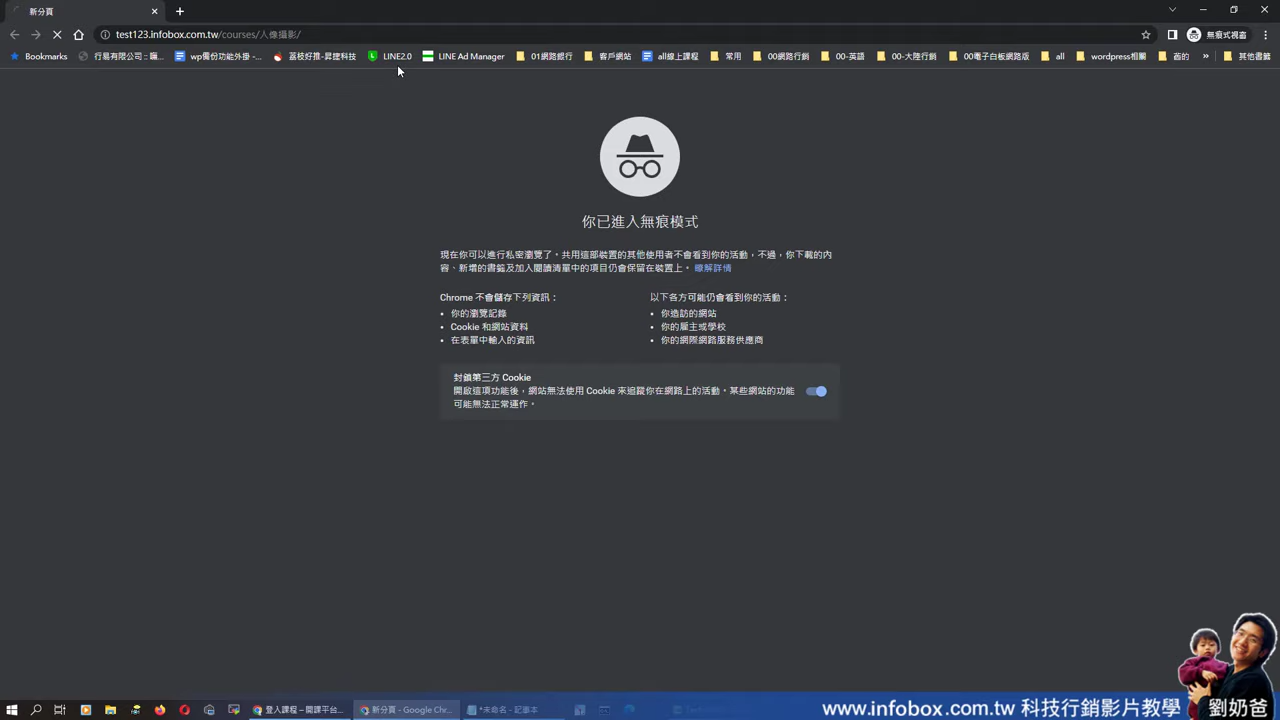 新分頁
test123.infobox.com.tw/courses/人像攝影/
無痕式視窗
Bookmarks
行易有限公司 :: 區...
wp備份功能外掛 -...
荔枝好推-昇捷科技
LINE2.0
LINE Ad Manager
01網路銀行
客戶網站
all線上課程
常用
00網路行銷
00-英語
00-大陸行銷
00電子白板網路版
all
wordpress相關
其他書籤
你已進入無痕模式
現在你可以進行私密瀏覽了。共用這部裝置的其他使用者不會看到你的活動，不過，你下載的內
容、新增的書籤及加入閱讀清單中的項目仍會保留在裝置上。 瞭解詳情
Chrome 不會儲存下列資訊：
• 你的瀏覽記錄
• Cookie 和網站資料
• 在表單中輸入的資訊
以下各方可能仍會看到你的活動：
• 你造訪的網站
• 你的雇主或學校
• 你的網際網路服務供應商
封鎖第三方 Cookie
開啟這項功能後，網站無法使用 Cookie 來追蹤你在網路上的活動。某些網站的功能
可能無法正常運作。
登入課程 – 開課平台...
新分頁 - Google Chr...
*未命名 - 記事本
www.infobox.com.tw 科技行銷影片教學
劉奶爸